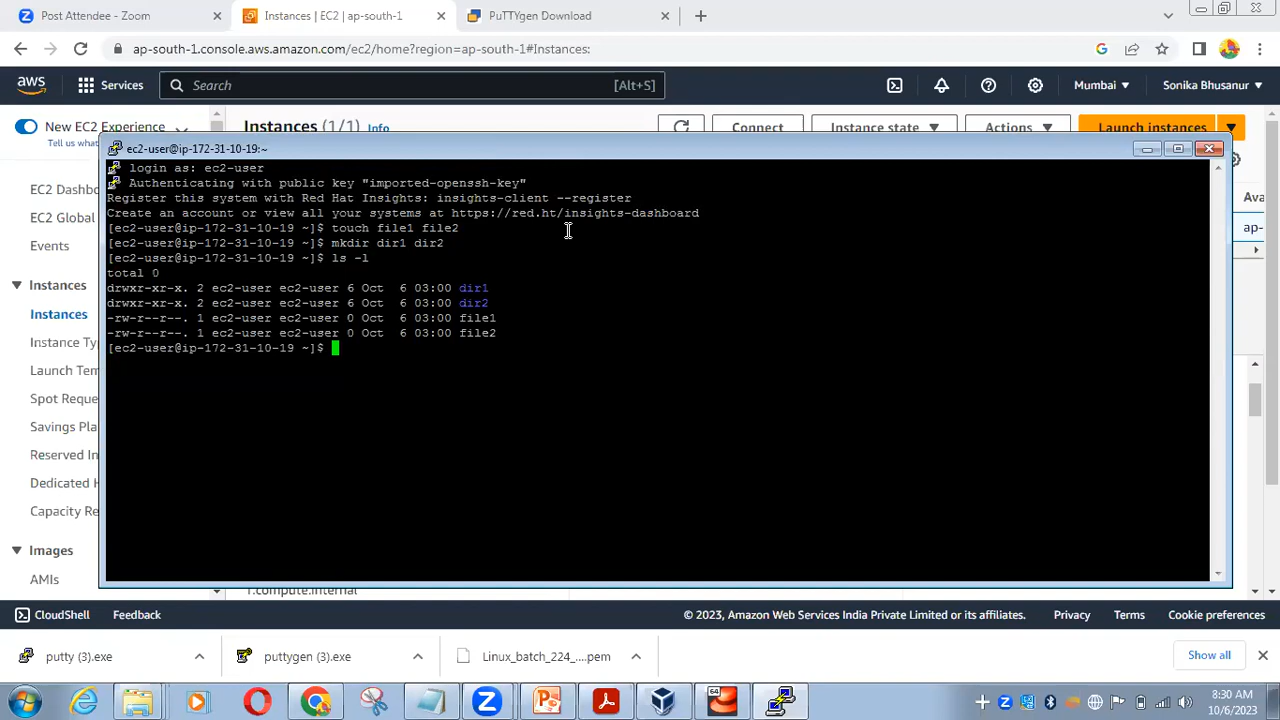 Post Attendee - Zoom
Instances | EC2 | ap-south-1
PuTTYgen Download
ap-south-1.console.aws.amazon.com/ec2/home?region=ap-south-1#Instances:
aws
Services
Search
[Alt+S]
Mumbai
Sonika Bhusanur
New EC2 Experience
Tell us what
Instances (1/1) Info
Connect
Instance state
Actions
Launch instances
ec2-user@ip-172-31-10-19:~
login as: ec2-user
Authenticating with public key "imported-openssh-key"
Register this system with Red Hat Insights: insights-client --register
Create an account or view all your systems at https://red.ht/insights-dashboard
[ec2-user@ip-172-31-10-19 ~]$ touch file1 file2
[ec2-user@ip-172-31-10-19 ~]$ mkdir dir1 dir2
[ec2-user@ip-172-31-10-19 ~]$ ls -l
total 0
drwxr-xr-x. 2 ec2-user ec2-user 6 Oct  6 03:00 dir1
drwxr-xr-x. 2 ec2-user ec2-user 6 Oct  6 03:00 dir2
-rw-r--r--. 1 ec2-user ec2-user 0 Oct  6 03:00 file1
-rw-r--r--. 1 ec2-user ec2-user 0 Oct  6 03:00 file2
[ec2-user@ip-172-31-10-19 ~]$
EC2 Dashbo
EC2 Global
Events
Instances
Instances
Instance Ty
Launch Tem
Spot Reque
Savings Pla
Reserved In
Dedicated H
Capacity Re
Images
AMIs
Ava
ap-
1.compute.internal
CloudShell
Feedback
© 2023, Amazon Web Services India Private Limited or its affiliates.
Privacy
Terms
Cookie preferences
putty (3).exe
puttygen (3).exe
Linux_batch_224_....pem
Show all
64
8:30 AM
10/6/2023